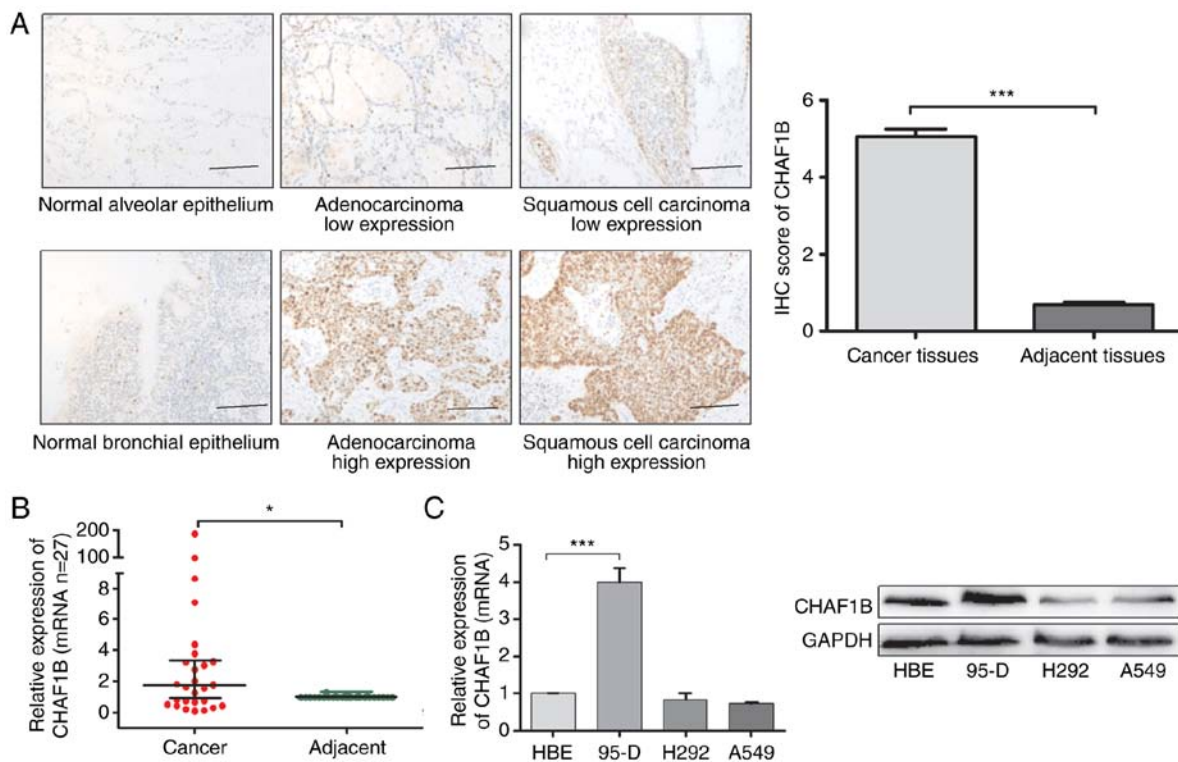 A
Normal alveolar epithelium
Adenocarcinoma
low expression
Squamous cell carcinoma
low expression
Normal bronchial epithelium
Adenocarcinoma
high expression
Squamous cell carcinoma
high expression
IHC score of CHAF1B
6
4
2
0
***
Cancer tissues
Adjacent tissues
B
Relative expression of
CHAF1B (mRNA n=27)
200
100
8
6
4
2
0
*
Cancer
Adjacent
C
Relative expression
of CHAF1B (mRNA)
5
4
2
1
0
***
HBE
95-D
H292
A549
CHAF1B
GAPDH
HBE
95-D
H292
A549